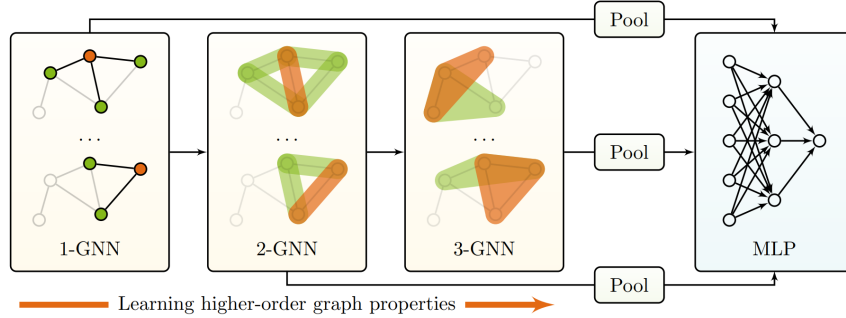 Pool
...
...
...
1-GNN
2-GNN
3-GNN
Pool
MLP
Pool
Learning higher-order graph properties